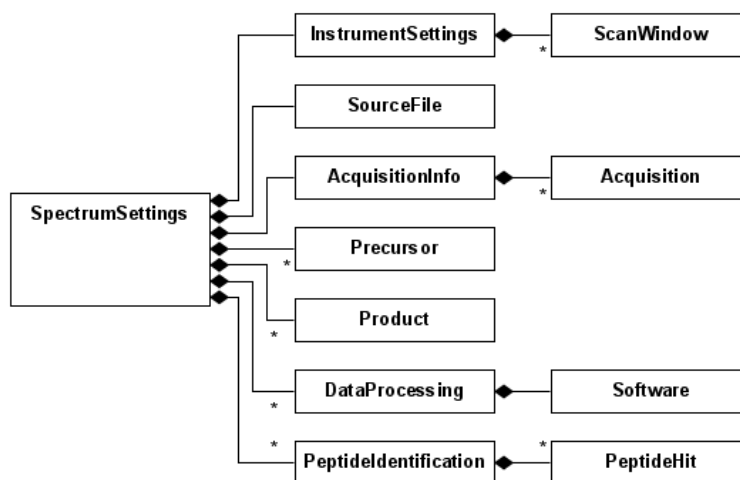 InstrumentSettings
ScanWindow
*
SourceFile
AcquisitionInfo
Acquisition
*
SpectrumSettings
Precursor
*
Product
*
DataProcessing
Software
*
*
*
PeptideIdentification
PeptideHit